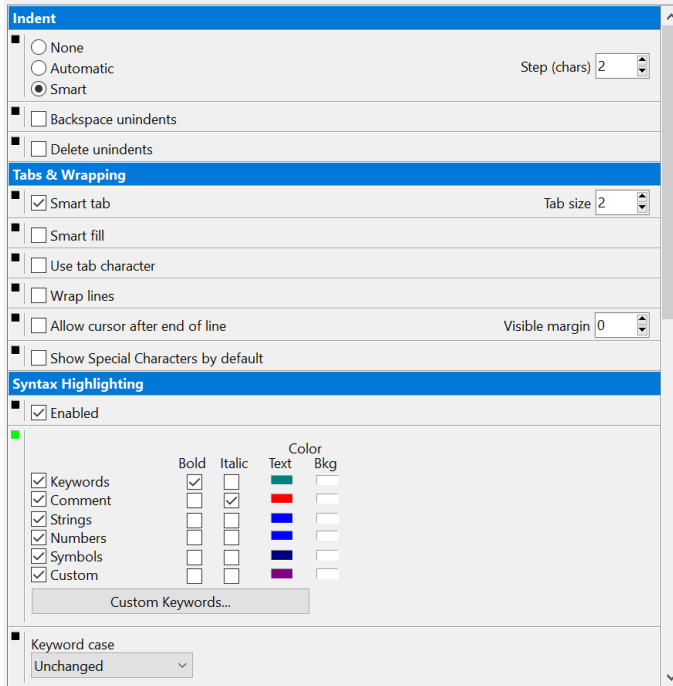 Indent
None
Automatic
Step (chars) 2
Smart
Backspace unindents
Delete unindents
Tabs & Wrapping
Smart tab
Tab size 2
Smart fill
Use tab character
Wrap lines
Allow cursor after end of line
Visible margin 0
Show Special Characters by default
Syntax Highlighting
Enabled
Color
Bold Italic Text Bkg
Keywords
Comment
Strings
Numbers
Symbols
Custom
Custom Keywords...
Keyword case
Unchanged